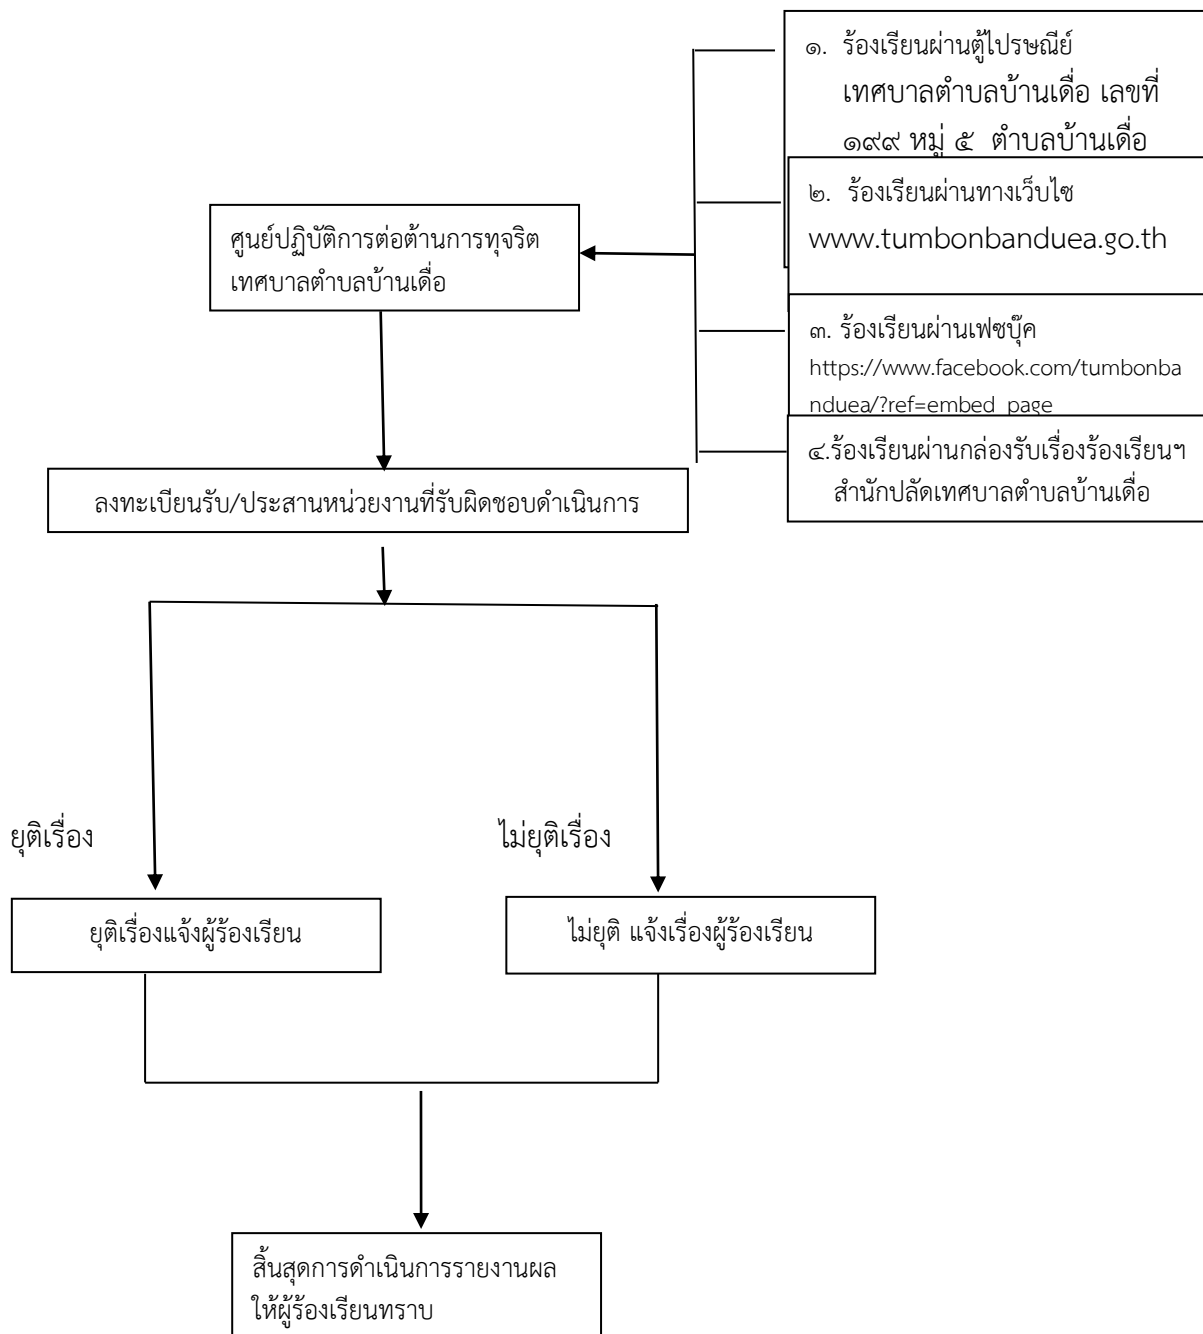 ๑. ร้องเรียนผ่านตู้ไปรษณีย์
เทศบาลตำบลบ้านเดื่อ เลขที่
๑๙๙ หมู่ ๕ ตำบลบ้านเดื่อ
๒. ร้องเรียนผ่านทางเว็บไซ
www.tumbonbanduea.go.th
ศูนย์ปฏิบัติการต่อต้านการทุจริต
เทศบาลตำบลบ้านเดื่อ
๓. ร้องเรียนผ่านเฟซบุ๊ค
https://www.facebook.com/tumbonba
nduea/?ref=embed_page
๔.ร้องเรียนผ่านกล่องรับเรื่องร้องเรียนฯ
สำนักปลัดเทศบาลตำบลบ้านเดื่อ
ลงทะเบียนรับ/ประสานหน่วยงานที่รับผิดชอบดำเนินการ
ยุติเรื่อง
ไม่ยุติเรื่อง
ยุติเรื่องแจ้งผู้ร้องเรียน
ไม่ยุติ แจ้งเรื่องผู้ร้องเรียน
สิ้นสุดการดำเนินการรายงานผล
ให้ผู้ร้องเรียนทราบ